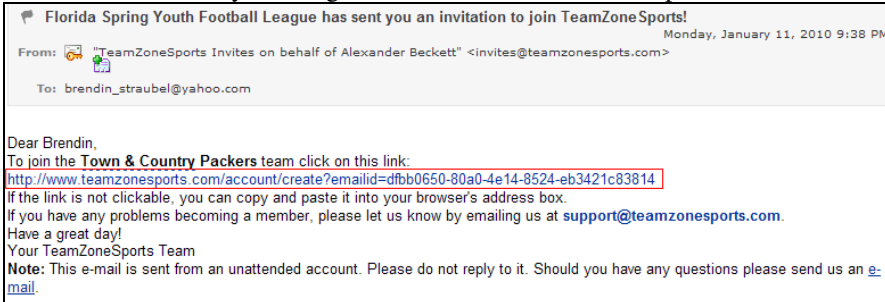 Florida Spring Youth Football League has sent you an invitation to join TeamZoneSports!
Monday, January 11, 2010 9:38 PM
From: "TeamZoneSports Invites on behalf of Alexander Beckett" <invites@teamzonesports.com>
To: brendin_straubel@yahoo.com
Dear Brendin,
To join the Town & Country Packers team click on this link:
http://www.teamzonesports.com/account/create?emailid=dfbb0650-80a0-4e14-8524-eb3421c83814
If the link is not clickable, you can copy and paste it into your browser's address box.
If you have any problems becoming a member, please let us know by emailing us at support@teamzonesports.com.
Have a great day!
Your TeamZoneSports Team
Note: This e-mail is sent from an unattended account. Please do not reply to it. Should you have any questions please send us an e-
mail.